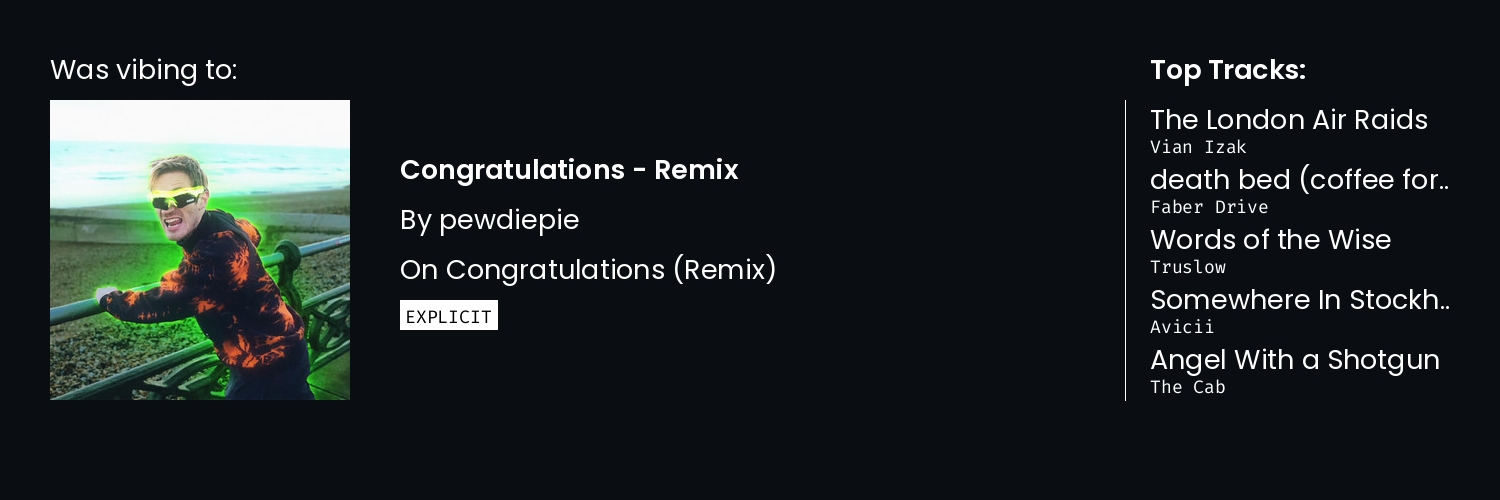 Was vibing to:
Congratulations - Remix
By pewdiepie
On Congratulations (Remix)
EXPLICIT
Top Tracks:
The London Air Raids
Vian Izak
death bed (coffee for..
Faber Drive
Words of the Wise
Truslow
Somewhere In Stockh..
Avicii
Angel With a Shotgun
The Cab